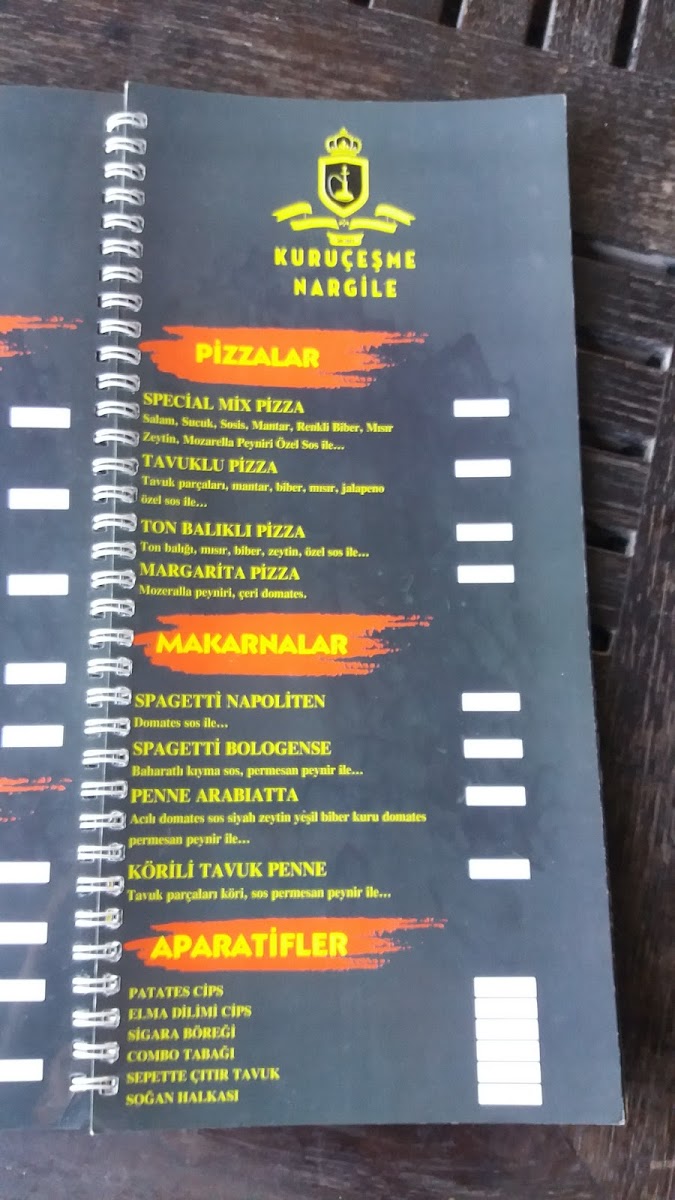 KURUÇEŞME
NARGİLE
PİZZALAR
SPECİAL MİX PİZZA
Salam, Sucuk, Sosis, Mantar, Renkli Biber, Mısır
Zeytin, Mozarella Peyniri Özel Sos ile...
TAVUKLU PİZZA
Tavuk parçaları, mantar, biber, mısır, jalapeno
özel sos ile...
TON BALIKLI PİZZA
Ton balığı, mısır, biber, zeytin, özel sos ile...
MARGARİTA PİZZA
Mozeralla peyniri, çeri domates.
MAKARNALAR
SPAGETTİ NAPOLİTEN
Domates sos ile...
SPAGETTİ BOLOGENSE
Baharatlı kıyma sos, permesan peynir ile...
PENNE ARABIATTA
Acılı domates sos siyah zeytin yeşil biber kuru domates
permesan peynir ile...
KÖRİLİ TAVUK PENNE
Tavuk parçaları köri, sos permesan peynir ile...
APARATİFLER
PATATES CİPS
ELMA DİLİMİ CİPS
SİGARA BÖREĞİ
COMBO TABAĞI
SEPETTE ÇITIR TAVUK
SOĞAN HALKASI